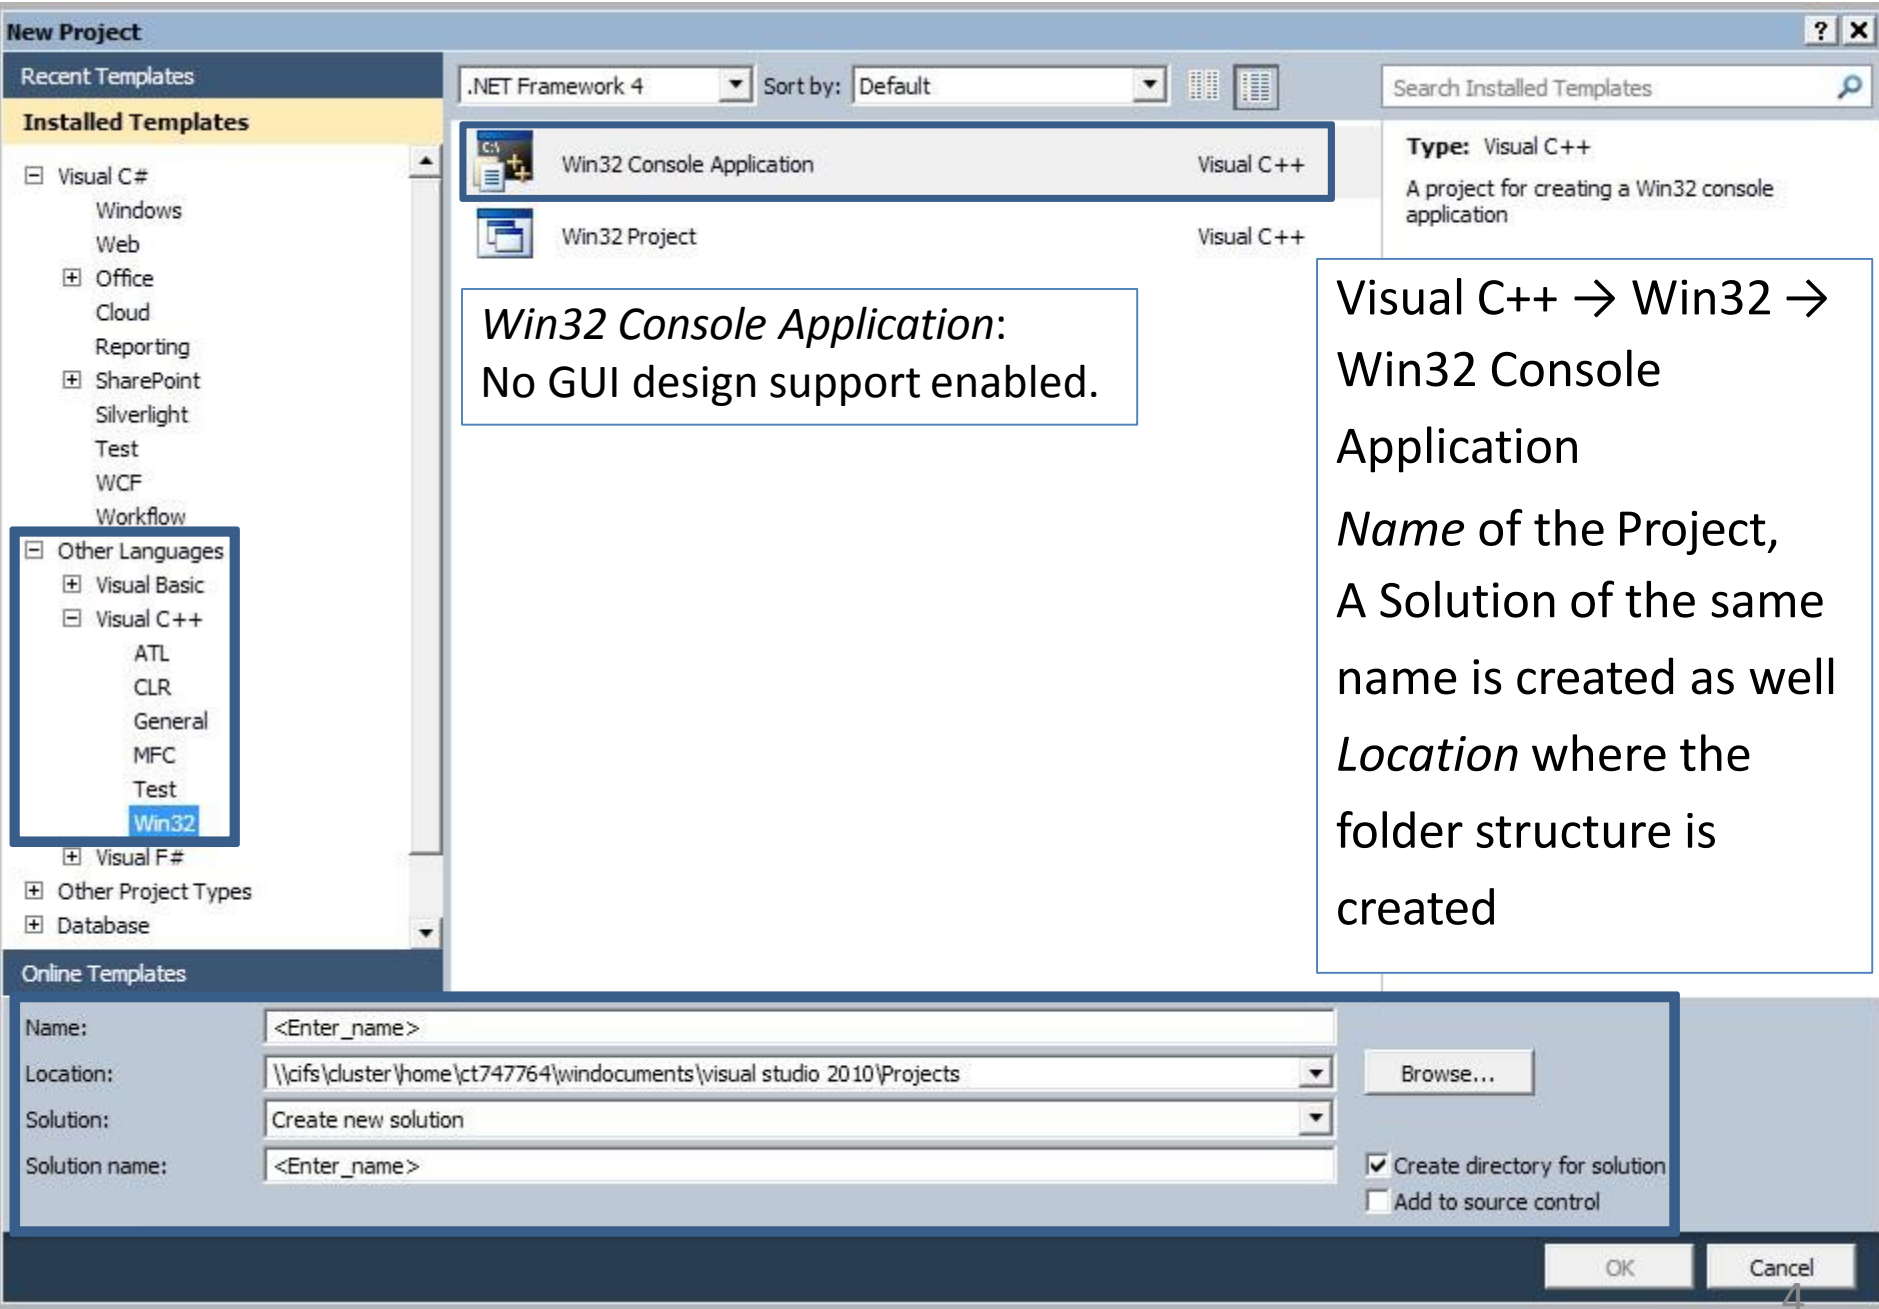 New Project
Recent Templates
Installed Templates
Visual C#
Windows
Web
Office
Cloud
Reporting
SharePoint
Silverlight
Test
WCF
Workflow
Other Languages
Visual Basic
Visual C++
ATL
CLR
General
MFC
Test
Win32
Visual F#
Other Project Types
Database
Online Templates
.NET Framework 4
Sort by: Default
Search Installed Templates
C:\
Win32 Console Application Visual C++
Win32 Project Visual C++
Type: Visual C++
A project for creating a Win32 console
application
Win32 Console Application:
No GUI design support enabled.
Visual C++ → Win32 →
Win32 Console
Application
Name of the Project,
A Solution of the same
name is created as well
Location where the
folder structure is
created
Name: <Enter_name>
Location: \\cifs\cluster\home\ct747764\windocuments\visual studio 2010\Projects
Browse...
Solution: Create new solution
Solution name: <Enter_name>
Create directory for solution
Add to source control
OK Cancel
4